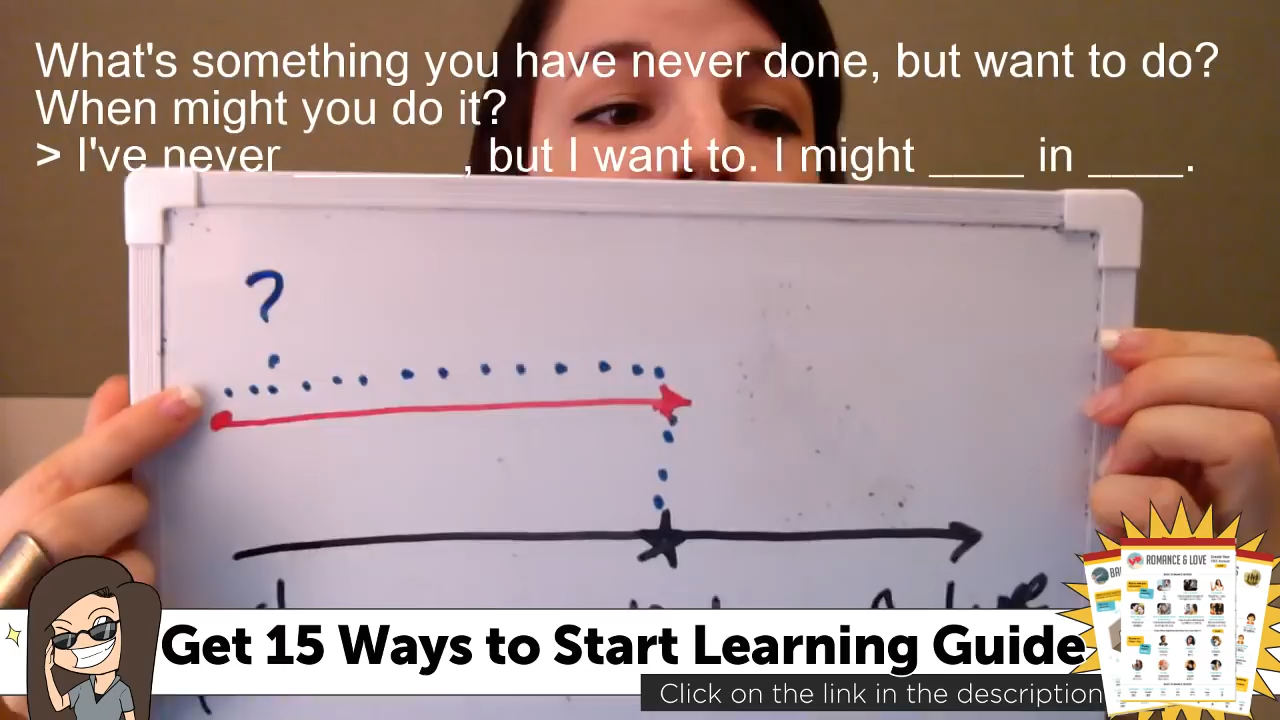 What's something you have never done, but want to do?
When might you do it?
> I've never _______, but I want to. I might ____ in ____.
?
ROMANCE & LOVE
Get 15 Ways to Start Learning Guide
Click on the link in the description